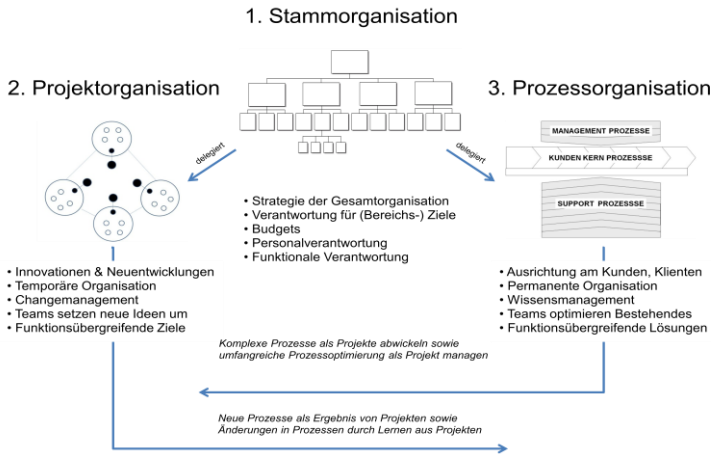 1. Stammorganisation
2. Projektorganisation
3. Prozessorganisation
delegiert
delegiert
MANAGEMENT PROZESSE
KUNDEN KERN PROZESSSE
SUPPORT PROZESSSE
• Strategie der Gesamtorganisation
• Verantwortung für (Bereichs-) Ziele
• Budgets
• Personalverantwortung
• Funktionale Verantwortung
• Innovationen & Neuentwicklungen
• Temporäre Organisation
• Changemanagement
• Teams setzen neue Ideen um
• Funktionsübergreifende Ziele
• Ausrichtung am Kunden, Klienten
• Permanente Organisation
• Wissensmanagement
• Teams optimieren Bestehendes
• Funktionsübergreifende Lösungen
Komplexe Prozesse als Projekte abwickeln sowie
umfangreiche Prozessoptimierung als Projekt managen
Neue Prozesse als Ergebnis von Projekten sowie
Änderungen in Prozessen durch Lernen aus Projekten